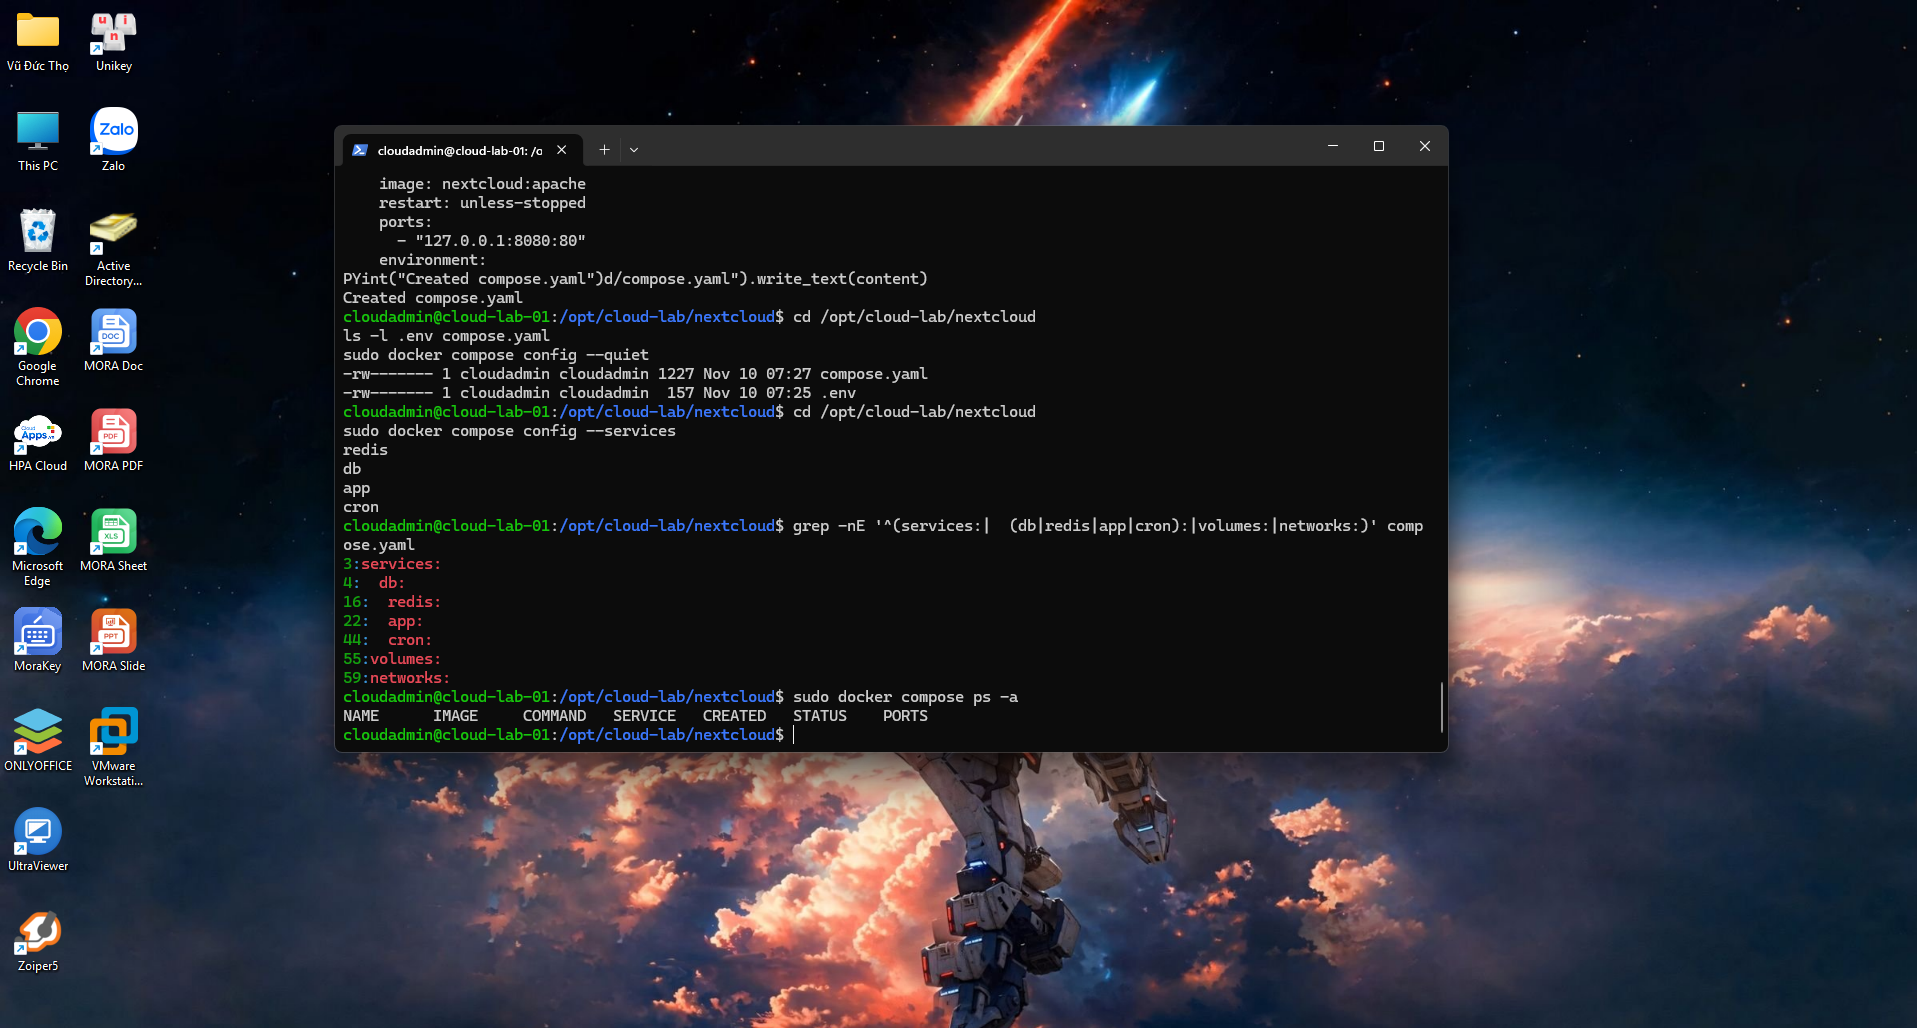 Vũ Đức Thọ
Unikey
This PC
Zalo
Zalo
Recycle Bin
Active
Directory...
Google
Chrome
DOC
MORA Doc
Cloud
Apps.vn
HPA Cloud
PDF
MORA PDF
Microsoft
Edge
XLS
MORA Sheet
MoraKey
PPT
MORA Slide
ONLYOFFICE
VMware
Workstati...
UltraViewer
Zoiper5
cloudadmin@cloud-lab-01: /o
    image: nextcloud:apache
    restart: unless-stopped
    ports:
      - "127.0.0.1:8080:80"
    environment:
PYint("Created compose.yaml")d/compose.yaml").write_text(content)
Created compose.yaml
cloudadmin@cloud-lab-01:/opt/cloud-lab/nextcloud$ cd /opt/cloud-lab/nextcloud
ls -l .env compose.yaml
sudo docker compose config --quiet
-rw------- 1 cloudadmin cloudadmin 1227 Nov 10 07:27 compose.yaml
-rw------- 1 cloudadmin cloudadmin  157 Nov 10 07:25 .env
cloudadmin@cloud-lab-01:/opt/cloud-lab/nextcloud$ cd /opt/cloud-lab/nextcloud
sudo docker compose config --services
redis
db
app
cron
cloudadmin@cloud-lab-01:/opt/cloud-lab/nextcloud$ grep -nE '^(services:|  (db|redis|app|cron):|volumes:|networks:)' comp
ose.yaml
3:services:
4:  db:
16:  redis:
22:  app:
44:  cron:
55:volumes:
59:networks:
cloudadmin@cloud-lab-01:/opt/cloud-lab/nextcloud$ sudo docker compose ps -a
NAME      IMAGE     COMMAND   SERVICE   CREATED   STATUS    PORTS
cloudadmin@cloud-lab-01:/opt/cloud-lab/nextcloud$